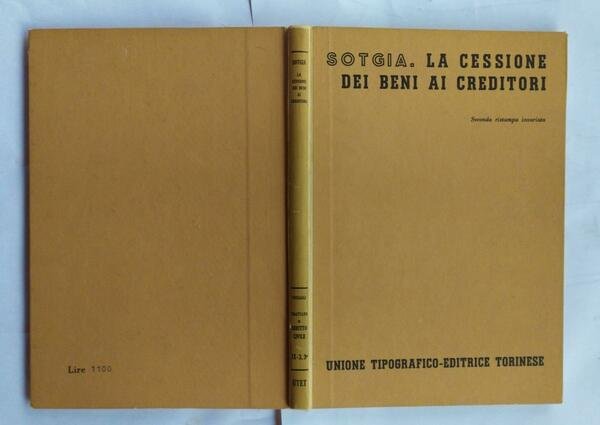 SOTGIA. LA CESSIONE
DEI BENI AI CREDITORI
Seconda ristampa invariata
UNIONE TIPOGRAFICO-EDITRICE TORINESE
SOTGIA
LA
CESSIONE
DEI BENI
AI
CREDITORI
TRATTATO
DI
DIRITTO
CIVILE
UTET
Lire 1100